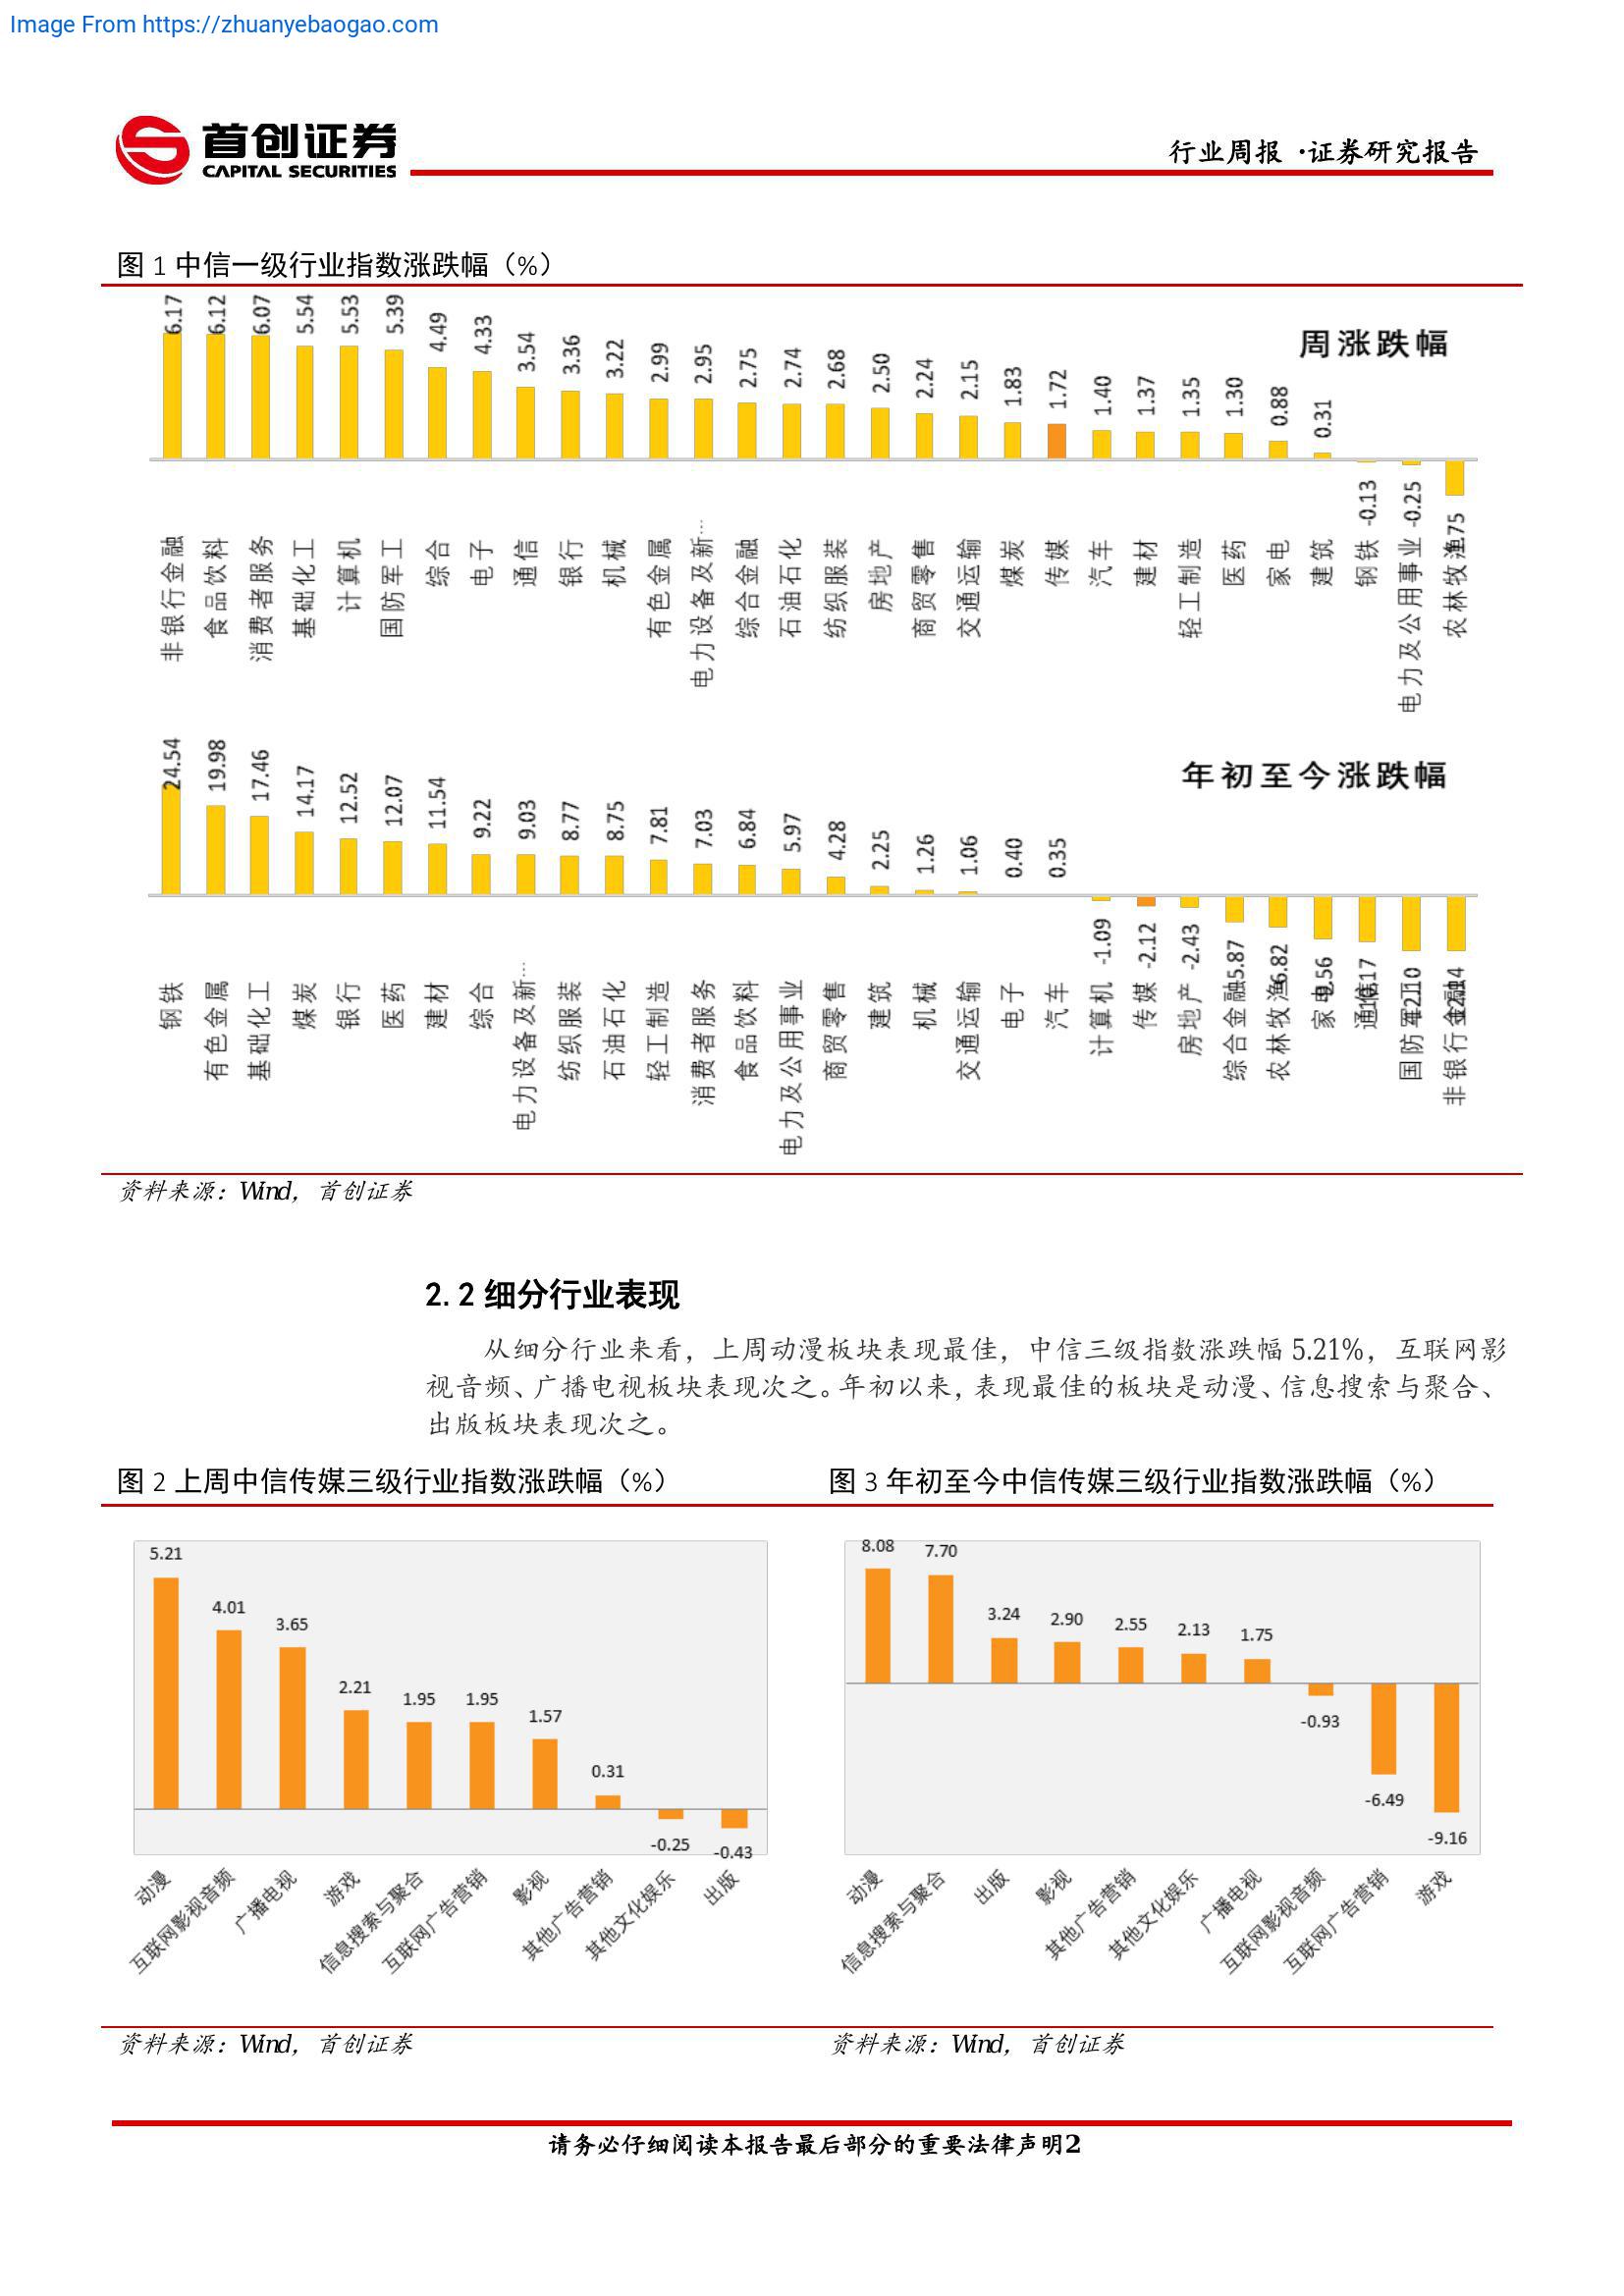 Image From https://zhuanyebaogao.com
首创证券
CAPITAL SECURITIES
行业周报 ·证券研究报告
图 1 中信一级行业指数涨跌幅（%）
周涨跌幅
6.17 6.12 6.07 5.54 5.53 5.39 4.49 4.33 3.54 3.36 3.22 2.99 2.95 2.75 2.74 2.68 2.50 2.24 2.15 1.83 1.72 1.40 1.37 1.35 1.30 0.88 0.31 -0.13 -0.25
非银行金融 食品饮料 消费者服务 基础化工 计算机 国防军工 综合 电子 通信 银行 机械 有色金属 电力设备及新… 综合金融 石油石化 纺织服装 房地产 商贸零售 交通运输 煤炭 传媒 汽车 建材 轻工制造 医药 家电 建筑 钢铁 电力及公用事业 农林牧渔
年初至今涨跌幅
24.54 19.98 17.46 14.17 12.52 12.07 11.54 9.22 9.03 8.77 8.75 7.81 7.03 6.84 5.97 4.28 2.25 1.26 1.06 0.40 0.35 -1.09 -2.12 -2.43
钢铁 有色金属 基础化工 煤炭 银行 医药 建材 综合 电力设备及新… 纺织服装 石油石化 轻工制造 消费者服务 食品饮料 电力及公用事业 商贸零售 建筑 机械 交通运输 电子 汽车 计算机 传媒 房地产 综合金融 农林牧渔 家电 通信 国防军工 非银行金融
资料来源：Wind，首创证券
2.2 细分行业表现
从细分行业来看，上周动漫板块表现最佳，中信三级指数涨跌幅 5.21%，互联网影
视音频、广播电视板块表现次之。年初以来，表现最佳的板块是动漫、信息搜索与聚合、
出版板块表现次之。
图 2 上周中信传媒三级行业指数涨跌幅（%）
5.21 4.01 3.65 2.21 1.95 1.95 1.57 0.31 -0.25 -0.43
动漫 互联网影视音频 广播电视 游戏 信息搜索与聚合 互联网广告营销 影视 其他广告营销 其他文化娱乐 出版
资料来源：Wind，首创证券
图 3 年初至今中信传媒三级行业指数涨跌幅（%）
8.08 7.70 3.24 2.90 2.55 2.13 1.75 -0.93 -6.49 -9.16
动漫 信息搜索与聚合 出版 影视 其他广告营销 其他文化娱乐 广播电视 互联网影视音频 互联网广告营销 游戏
资料来源：Wind，首创证券
请务必仔细阅读本报告最后部分的重要法律声明2